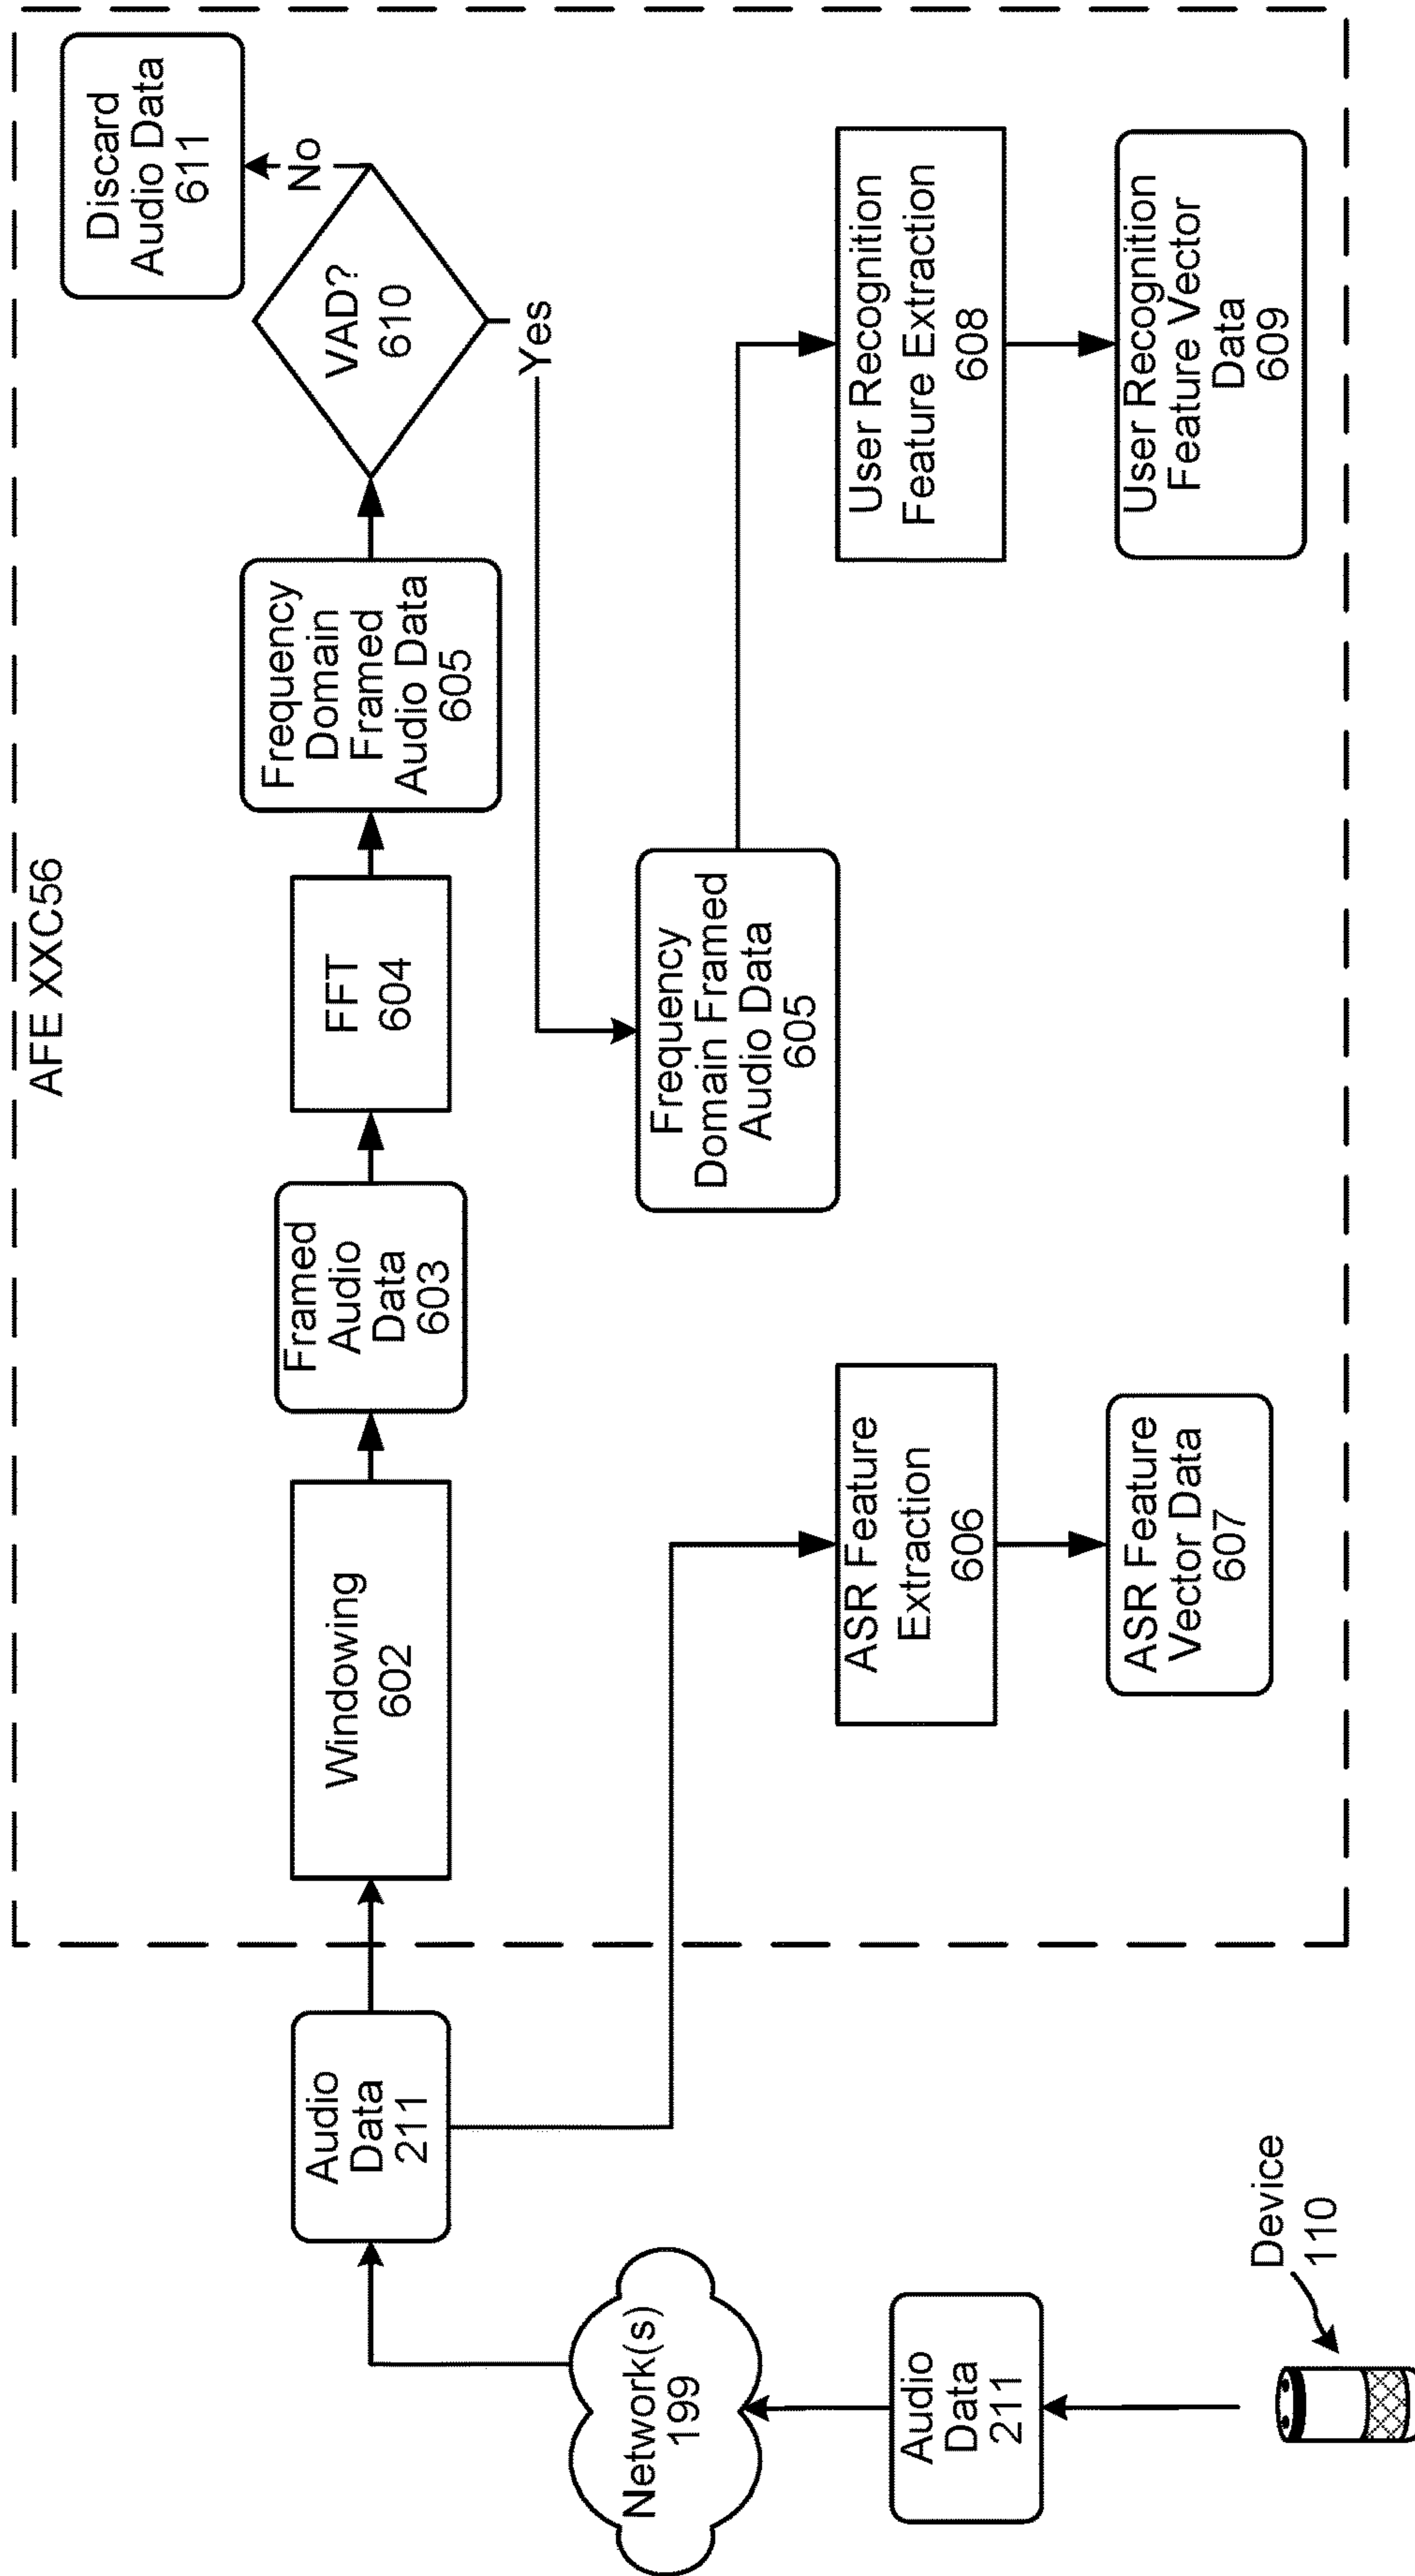 AFE XXC56
Device
110
Audio
Data
211
Network(s)
199
Audio
Data
211
Windowing
602
Framed
Audio
Data
603
FFT
604
Frequency
Domain
Framed
Audio Data
605
VAD?
610
No
Discard
Audio Data
611
Yes
Frequency
Domain Framed
Audio Data
605
ASR Feature
Extraction
606
ASR Feature
Vector Data
607
User Recognition
Feature Extraction
608
User Recognition
Feature Vector
Data
609